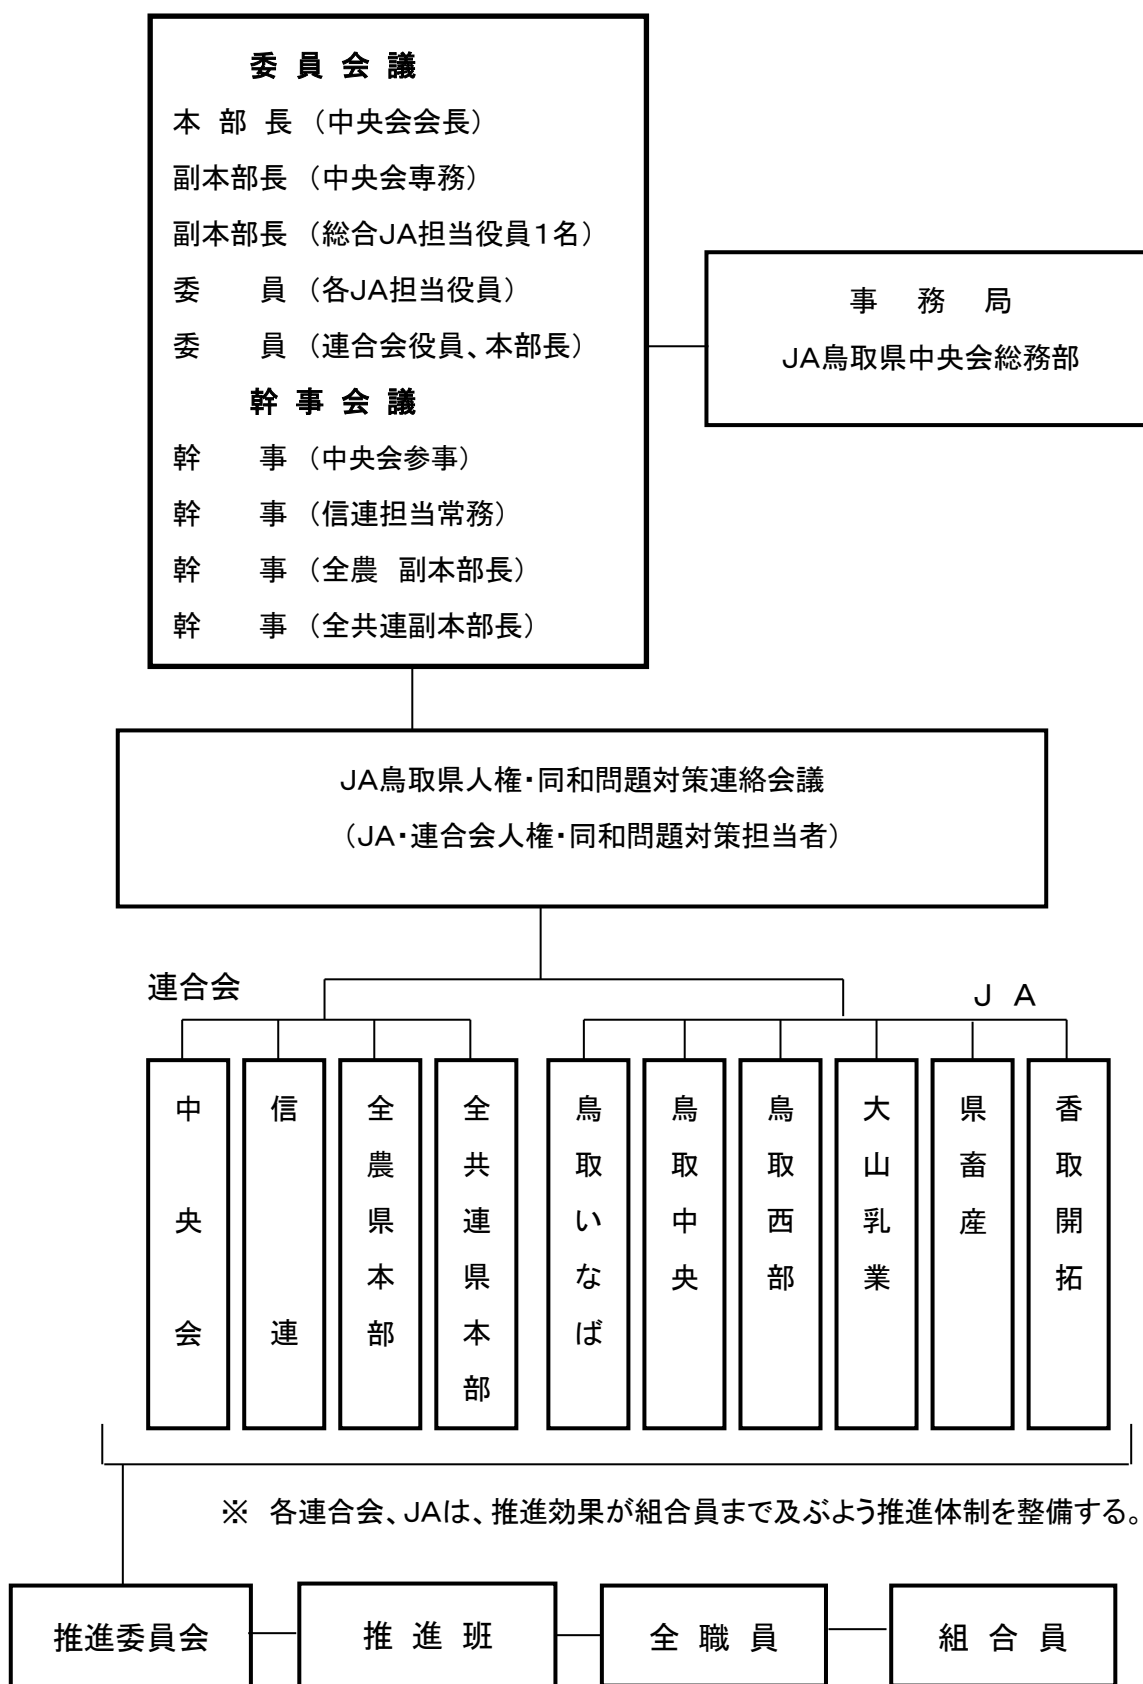 委 員 会 議
本 部 長 （中央会会長）
副本部長 （中央会専務）
副本部長 （総合JA担当役員１名）
委　　員 （各JA担当役員）
委　　員 （連合会役員、本部長）
幹 事 会 議
幹　　事 （中央会参事）
幹　　事 （信連担当常務）
幹　　事 （全農　副本部長）
幹　　事 （全共連副本部長）
事　務　局
JA鳥取県中央会総務部
JA鳥取県人権・同和問題対策連絡会議
（JA・連合会人権・同和問題対策担当者）
連合会
J A
中央会
信連
全農県本部
全共連県本部
鳥取いなば
鳥取中央
鳥取西部
大山乳業
県畜産
香取開拓
※　各連合会、JAは、推進効果が組合員まで及ぶよう推進体制を整備する。
推進委員会
推 進 班
全 職 員
組 合 員